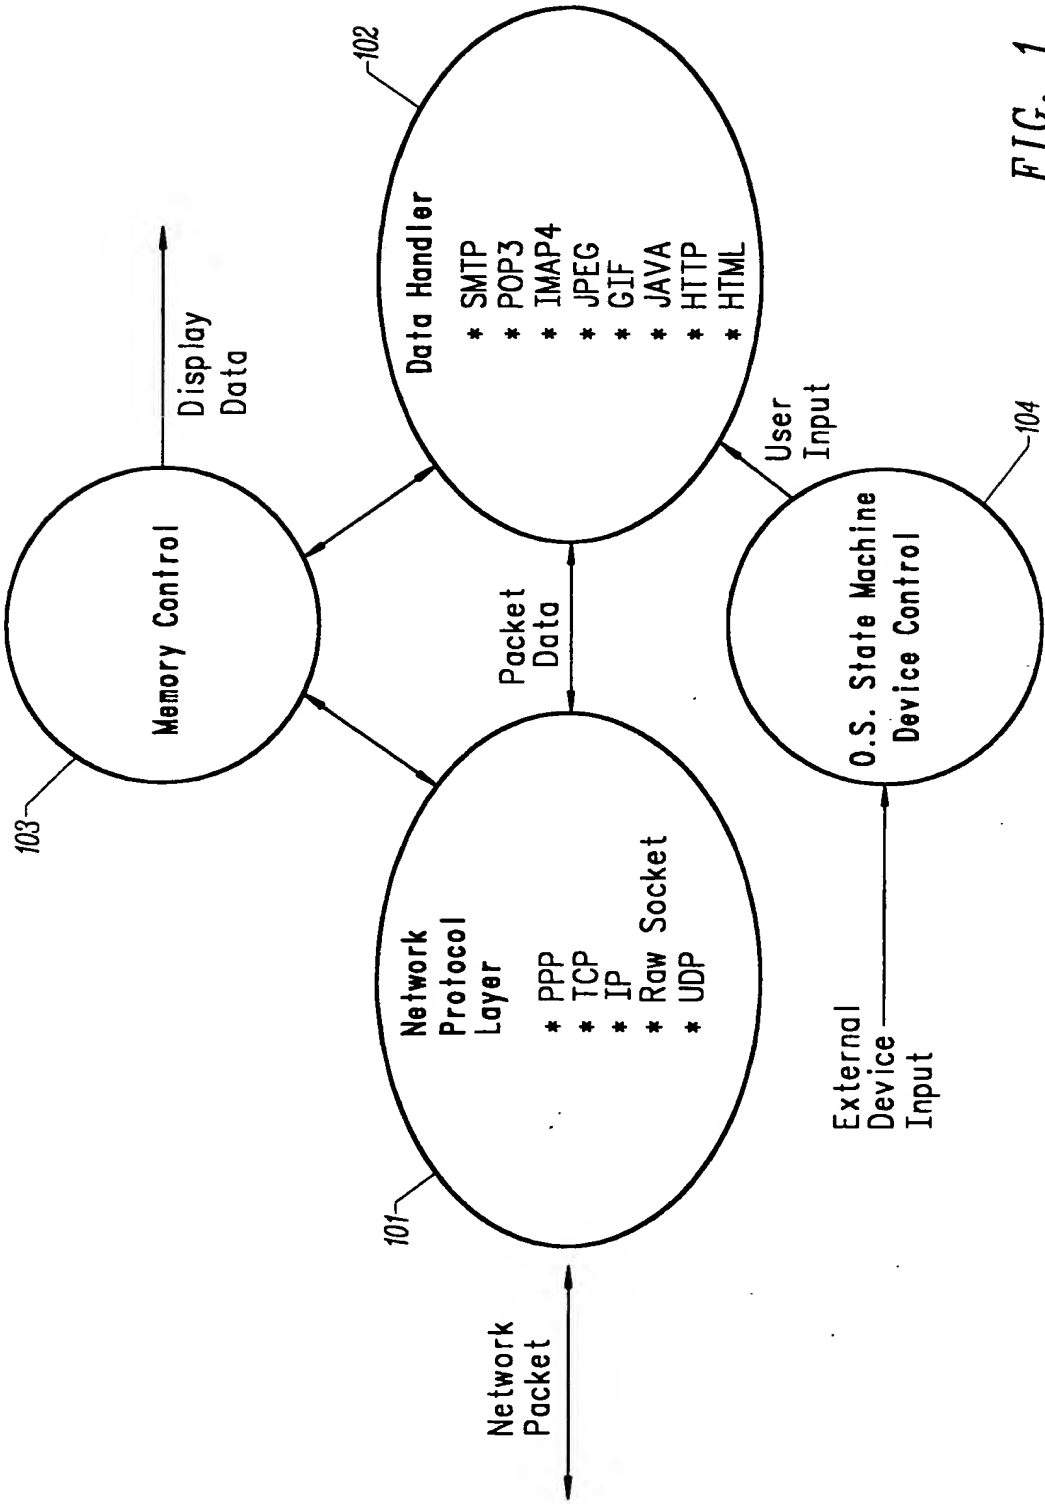 103
Memory Control
Display
Data
102
Data Handler
* SMTP
* POP3
* IMAP4
* JPEG
* GIF
* JAVA
* HTTP
* HTML
101
Network
Protocol
Layer
* PPP
* TCP
* IP
* Raw Socket
* UDP
Network
Packet
Packet
Data
User
Input
External
Device
Input
O.S. State Machine
Device Control
104
FIG. 1